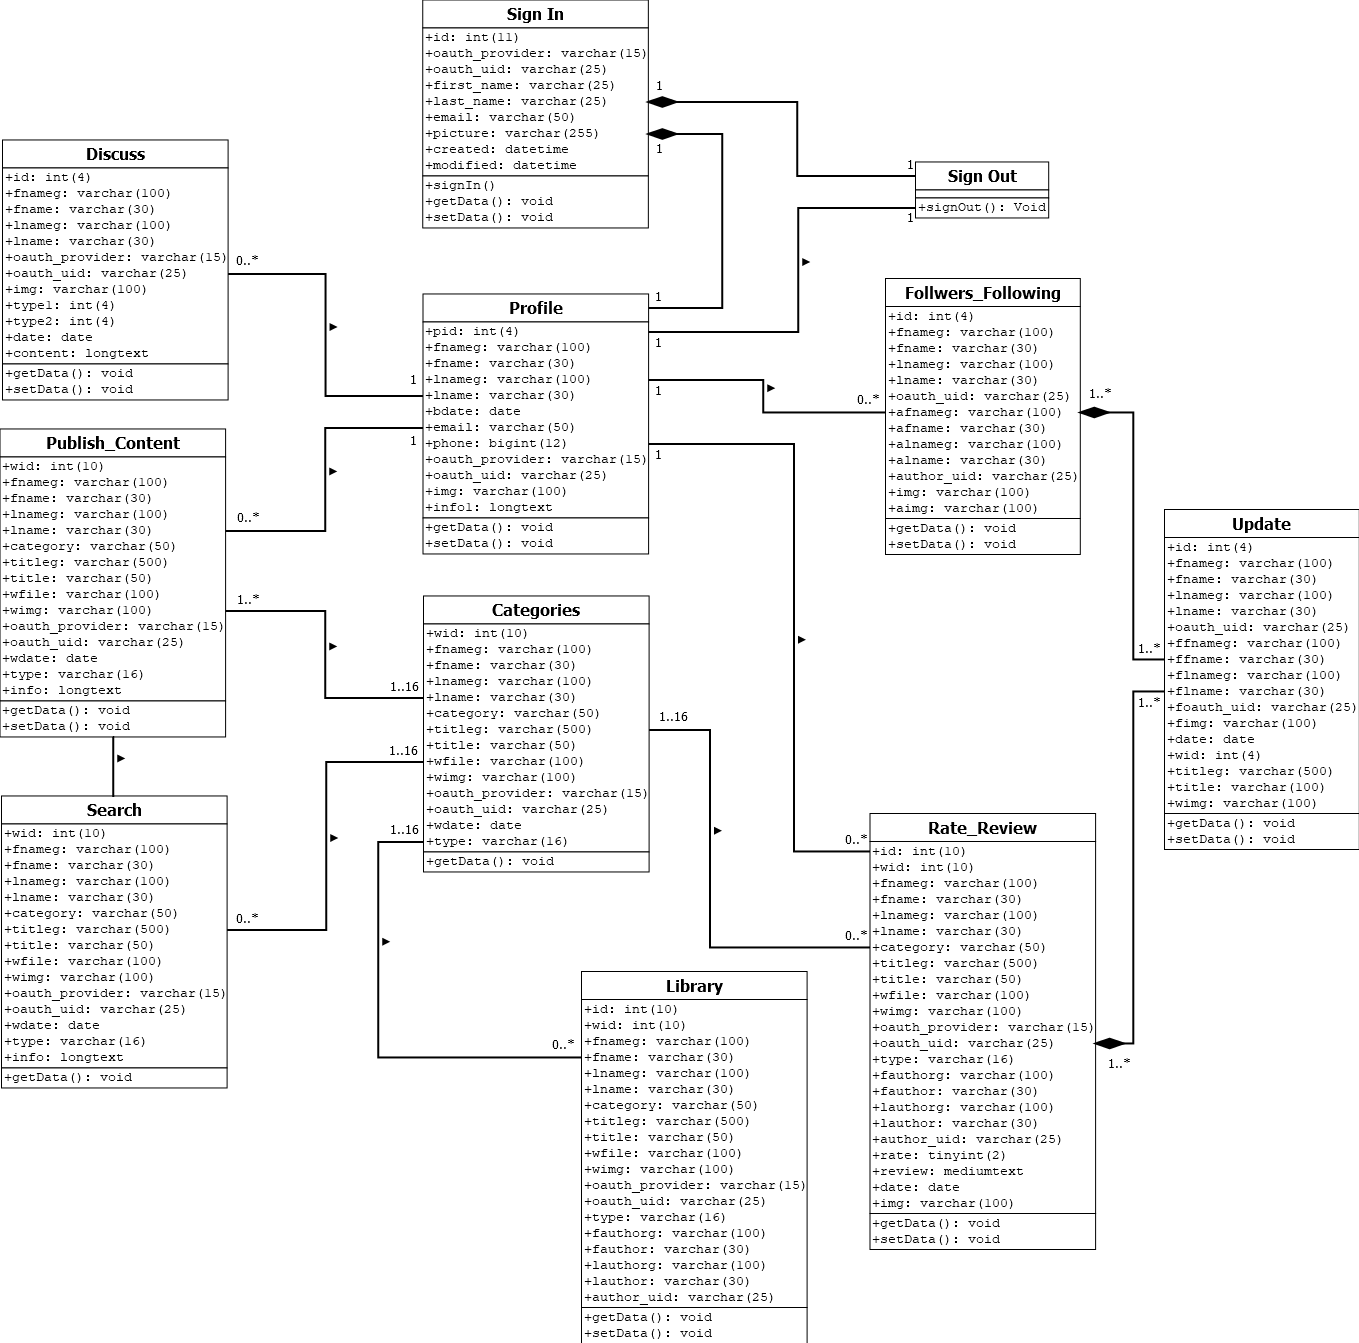 Sign In
+id: int(11)
+oauth_provider: varchar(15)
+oauth_uid: varchar(25)
+first_name: varchar(25)
+last_name: varchar(25)
+email: varchar(50)
+picture: varchar(255)
+created: datetime
+modified: datetime
+signIn()
+getData(): void
+setData(): void
1
1
1
1
Sign Out
+signOut(): Void
Discuss
+id: int(4)
+fnameg: varchar(100)
+fname: varchar(30)
+lnameg: varchar(100)
+lname: varchar(30)
+oauth_provider: varchar(15)
+oauth_uid: varchar(25)
+img: varchar(100)
+type1: int(4)
+type2: int(4)
+date: date
+content: longtext
+getData(): void
+setData(): void
0..*
1
Profile
+pid: int(4)
+fnameg: varchar(100)
+fname: varchar(30)
+lnameg: varchar(100)
+lname: varchar(30)
+bdate: date
+email: varchar(50)
+phone: bigint(12)
+oauth_provider: varchar(15)
+oauth_uid: varchar(25)
+img: varchar(100)
+info1: longtext
+getData(): void
+setData(): void
1
1
1
1
1
0..*
Follwers_Following
+id: int(4)
+fnameg: varchar(100)
+fname: varchar(30)
+lnameg: varchar(100)
+lname: varchar(30)
+oauth_uid: varchar(25)
+afnameg: varchar(100)
+afname: varchar(30)
+alnameg: varchar(100)
+alname: varchar(30)
+author_uid: varchar(25)
+img: varchar(100)
+aimg: varchar(100)
+getData(): void
+setData(): void
1..*
Publish_Content
+wid: int(10)
+fnameg: varchar(100)
+fname: varchar(30)
+lnameg: varchar(100)
+lname: varchar(30)
+category: varchar(50)
+titleg: varchar(500)
+title: varchar(50)
+wfile: varchar(100)
+wimg: varchar(100)
+oauth_provider: varchar(15)
+oauth_uid: varchar(25)
+wdate: date
+type: varchar(16)
+info: longtext
+getData(): void
+setData(): void
0..*
1..*
1..16
1..16
1..16
1..16
Categories
+wid: int(10)
+fnameg: varchar(100)
+fname: varchar(30)
+lnameg: varchar(100)
+lname: varchar(30)
+category: varchar(50)
+titleg: varchar(500)
+title: varchar(50)
+wfile: varchar(100)
+wimg: varchar(100)
+oauth_provider: varchar(15)
+oauth_uid: varchar(25)
+wdate: date
+type: varchar(16)
+getData(): void
Update
+id: int(4)
+fnameg: varchar(100)
+fname: varchar(30)
+lnameg: varchar(100)
+lname: varchar(30)
+oauth_uid: varchar(25)
+ffnameg: varchar(100)
+ffname: varchar(30)
+flnameg: varchar(100)
+flname: varchar(30)
+foauth_uid: varchar(25)
+fimg: varchar(100)
+date: date
+wid: int(4)
+titleg: varchar(500)
+title: varchar(100)
+wimg: varchar(100)
+getData(): void
+setData(): void
1..*
1..*
Search
+wid: int(10)
+fnameg: varchar(100)
+fname: varchar(30)
+lnameg: varchar(100)
+lname: varchar(30)
+category: varchar(50)
+titleg: varchar(500)
+title: varchar(50)
+wfile: varchar(100)
+wimg: varchar(100)
+oauth_provider: varchar(15)
+oauth_uid: varchar(25)
+wdate: date
+type: varchar(16)
+info: longtext
+getData(): void
0..*
Library
+id: int(10)
+wid: int(10)
+fnameg: varchar(100)
+fname: varchar(30)
+lnameg: varchar(100)
+lname: varchar(30)
+category: varchar(50)
+titleg: varchar(500)
+title: varchar(50)
+wfile: varchar(100)
+wimg: varchar(100)
+oauth_provider: varchar(15)
+oauth_uid: varchar(25)
+type: varchar(16)
+fauthorg: varchar(100)
+fauthor: varchar(30)
+lauthorg: varchar(100)
+lauthor: varchar(30)
+author_uid: varchar(25)
+getData(): void
+setData(): void
0..*
0..*
0..*
Rate_Review
+id: int(10)
+wid: int(10)
+fnameg: varchar(100)
+fname: varchar(30)
+lnameg: varchar(100)
+lname: varchar(30)
+category: varchar(50)
+titleg: varchar(500)
+title: varchar(50)
+wfile: varchar(100)
+wimg: varchar(100)
+oauth_provider: varchar(15)
+oauth_uid: varchar(25)
+type: varchar(16)
+fauthorg: varchar(100)
+fauthor: varchar(30)
+lauthorg: varchar(100)
+lauthor: varchar(30)
+author_uid: varchar(25)
+rate: tinyint(2)
+review: mediumtext
+date: date
+img: varchar(100)
+getData(): void
+setData(): void
1..*